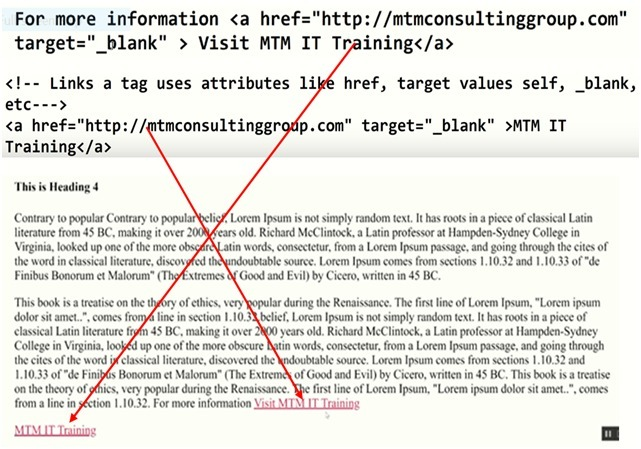 For more information <a href="http://mtmconsultinggroup.com"
target="_blank" > Visit MTM IT Training</a>
<!-- Links a tag uses attributes like href, target values self, _blank,
etc--->
<a href="http://mtmconsultinggroup.com" target="_blank" >MTM IT
Training</a>
This is Heading 4
Contrary to popular Contrary to popular belief, Lorem Ipsum is not simply random text. It has roots in a piece of classical Latin
literature from 45 BC, making it over 2000 years old. Richard McClintock, a Latin professor at Hampden-Sydney College in
Virginia, looked up one of the more obscure Latin words, consectetur, from a Lorem Ipsum passage, and going through the cites of
the word in classical literature, discovered the undoubtable source. Lorem Ipsum comes from sections 1.10.32 and 1.10.33 of "de
Finibus Bonorum et Malorum" (The Extremes of Good and Evil) by Cicero, written in 45 BC.
This book is a treatise on the theory of ethics, very popular during the Renaissance. The first line of Lorem Ipsum, "Lorem ipsum
dolor sit amet..", comes from a line in section 1.10.32 belief, Lorem Ipsum is not simply random text. It has roots in a piece of
classical Latin literature from 45 BC, making it over 2000 years old. Richard McClintock, a Latin professor at Hampden-Sydney
College in Virginia, looked up one of the more obscure Latin words, consectetur, from a Lorem Ipsum passage, and going through
the cites of the word in classical literature, discovered the undoubtable source. Lorem Ipsum comes from sections 1.10.32 and
1.10.33 of "de Finibus Bonorum et Malorum" (The Extremes of Good and Evil) by Cicero, written in 45 BC. This book is a treatise
on the theory of ethics, very popular during the Renaissance. The first line of Lorem Ipsum, "Lorem ipsum dolor sit amet..", comes
from a line in section 1.10.32. For more information Visit MTM IT Training
MTM IT Training